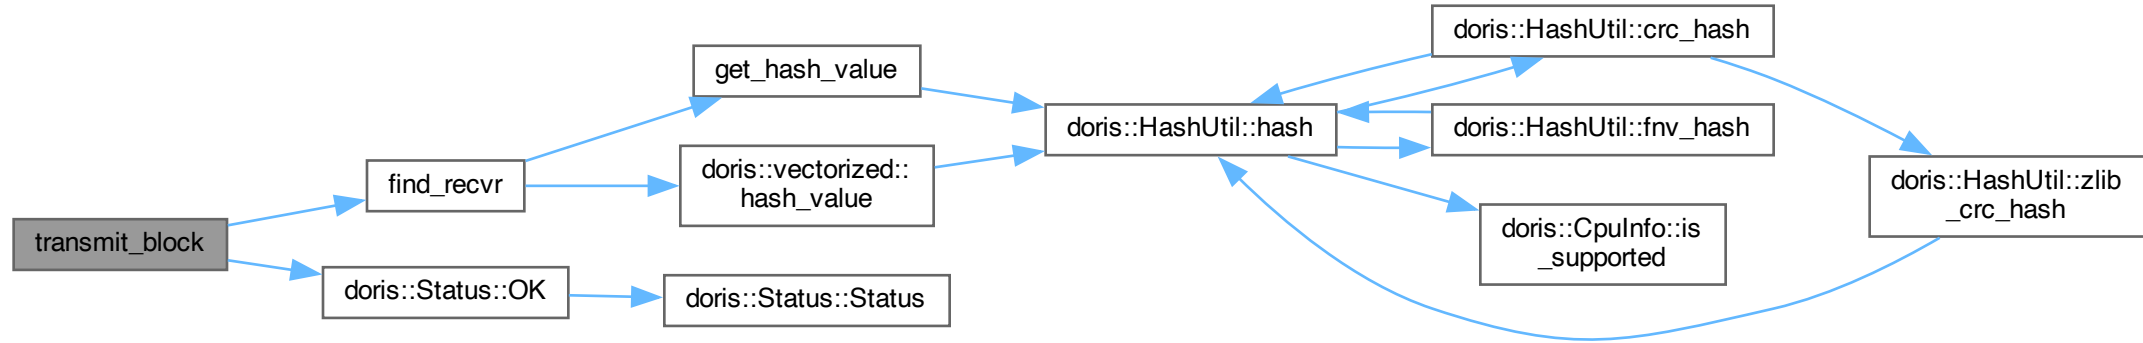 transmit_block
find_recvr
doris::Status::OK
get_hash_value
doris::vectorized::
hash_value
doris::Status::Status
doris::HashUtil::hash
doris::HashUtil::crc_hash
doris::HashUtil::fnv_hash
doris::CpuInfo::is
_supported
doris::HashUtil::zlib
_crc_hash